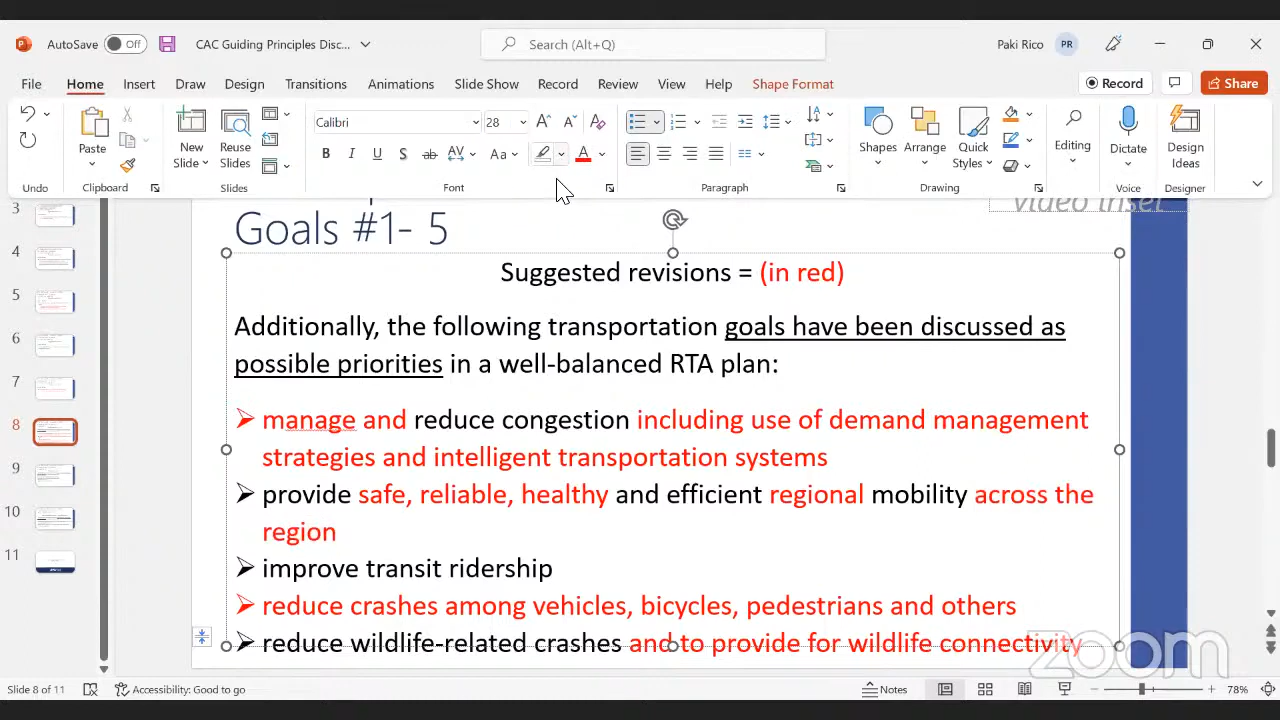 AutoSave Off CAC Guiding Principles Disc... Search (Alt+Q) Paki Rico PR
File Home Insert Draw Design Transitions Animations Slide Show Record Review View Help Shape Format Record Share
Calibri 28
Paste New Slide Reuse Slides B I U S ab AV Aa A Shapes Arrange Quick Styles Editing Dictate Design Ideas
Undo Clipboard Slides Font Paragraph Drawing Voice Designer
video inset
Goals #1- 5
Suggested revisions = (in red)
Additionally, the following transportation goals have been discussed as
possible priorities in a well-balanced RTA plan:
manage and reduce congestion including use of demand management
strategies and intelligent transportation systems
provide safe, reliable, healthy and efficient regional mobility across the
region
improve transit ridership
reduce crashes among vehicles, bicycles, pedestrians and others
reduce wildlife-related crashes and to provide for wildlife connectivity
3
4
5
6
7
8
9
10
11
zoom
Slide 8 of 11 Accessibility: Good to go Notes 78%